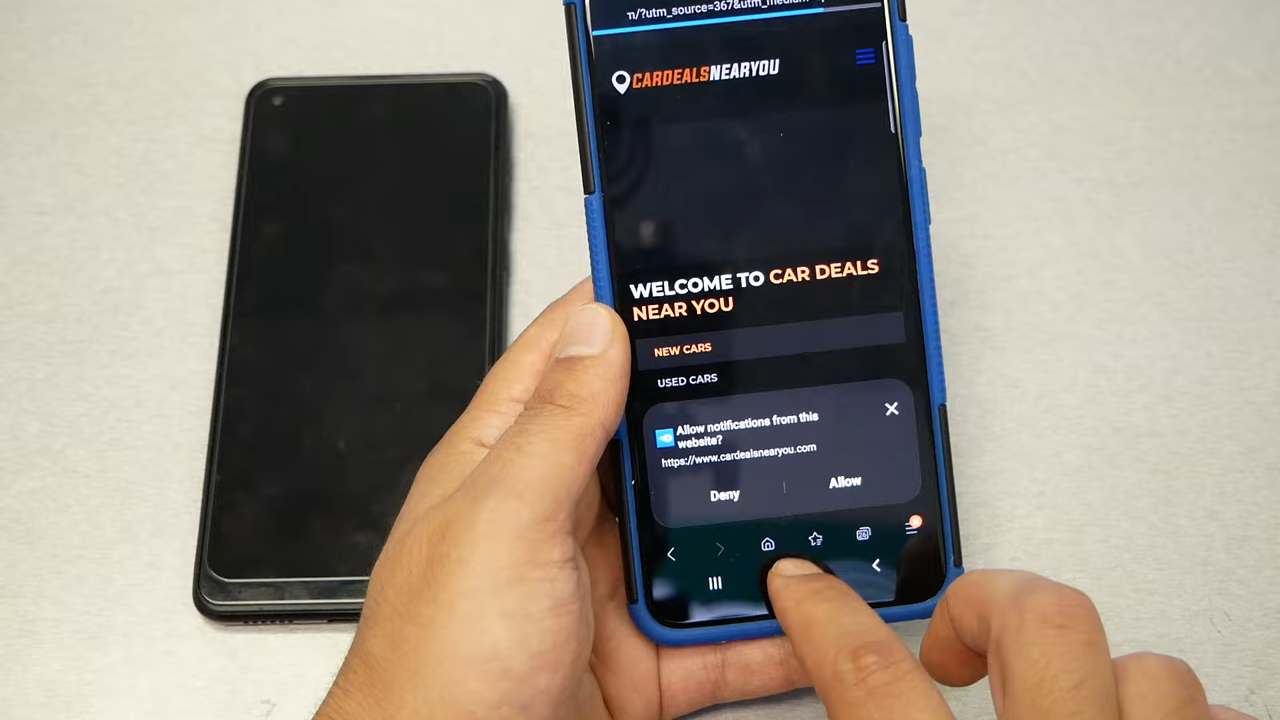 n/?utm_source=367&utm_medium=
CARDEALSNEARYOU
WELCOME TO CAR DEALS
NEAR YOU
NEW CARS
USED CARS
Allow notifications from this
website?
https://www.cardealsnearyou.com
Deny
Allow